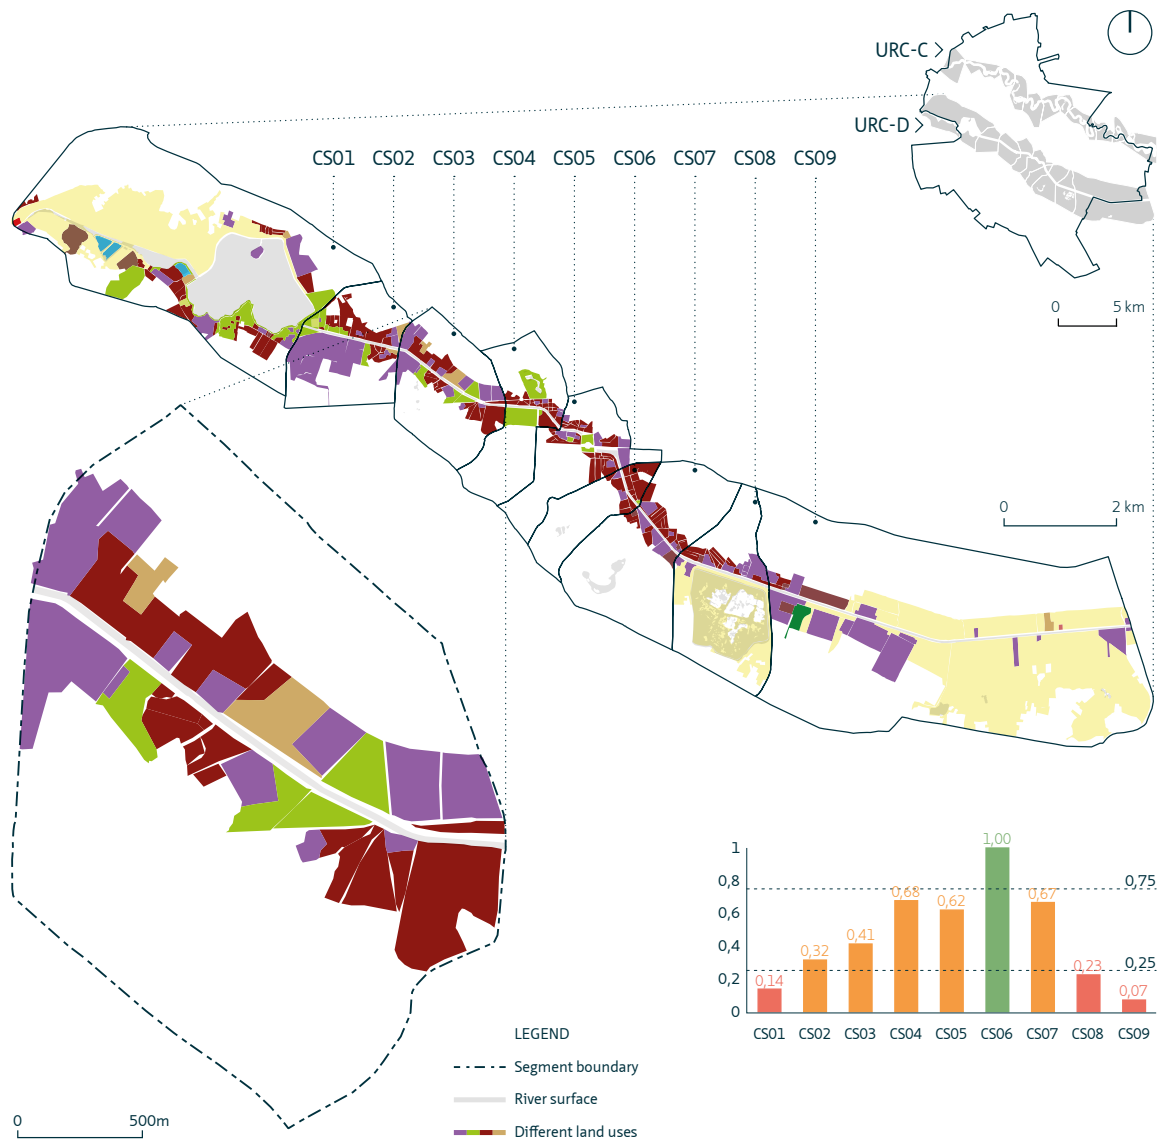 URC-C
URC-D
CS01 CS02 CS03 CS04 CS05 CS06 CS07 CS08 CS09
0 5 km
0 2 km
1,00
1
0,8
0,75
0,68
0,67
0,6
0,62
0,41
0,4
0,32
0,25
0,23
0,2
0,14
0,07
0
CS01 CS02 CS03 CS04 CS05 CS06 CS07 CS08 CS09
LEGEND
Segment boundary
River surface
Different land uses
0 500m